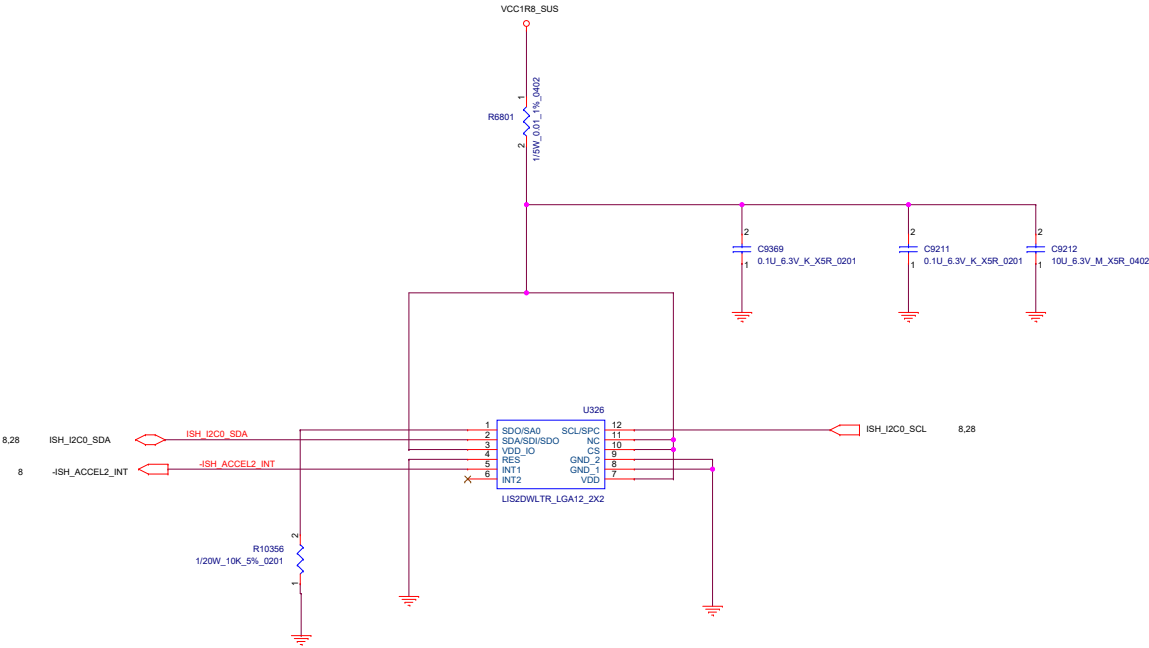 VCC1R8_SUS
1
R6801
1/5W_0.01_1%_0402
2
2
C9369
0.1U_6.3V_K_X5R_0201
1
2
C9211
0.1U_6.3V_K_X5R_0201
1
2
C9212
10U_6.3V_M_X5R_0402
1
U326
8,28 ISH_I2C0_SDA ISH_I2C0_SDA
8 -ISH_ACCEL2_INT -ISH_ACCEL2_INT
1 SDO/SA0 SCL/SPC 12
2 SDA/SDI/SDO NC 11
3 VDD_IO CS 10
4 RES GND_2 9
5 INT1 GND_1 8
6 INT2 VDD 7
LIS2DWLTR_LGA12_2X2
ISH_I2C0_SCL 8,28
2
R10356
1/20W_10K_5%_0201
1